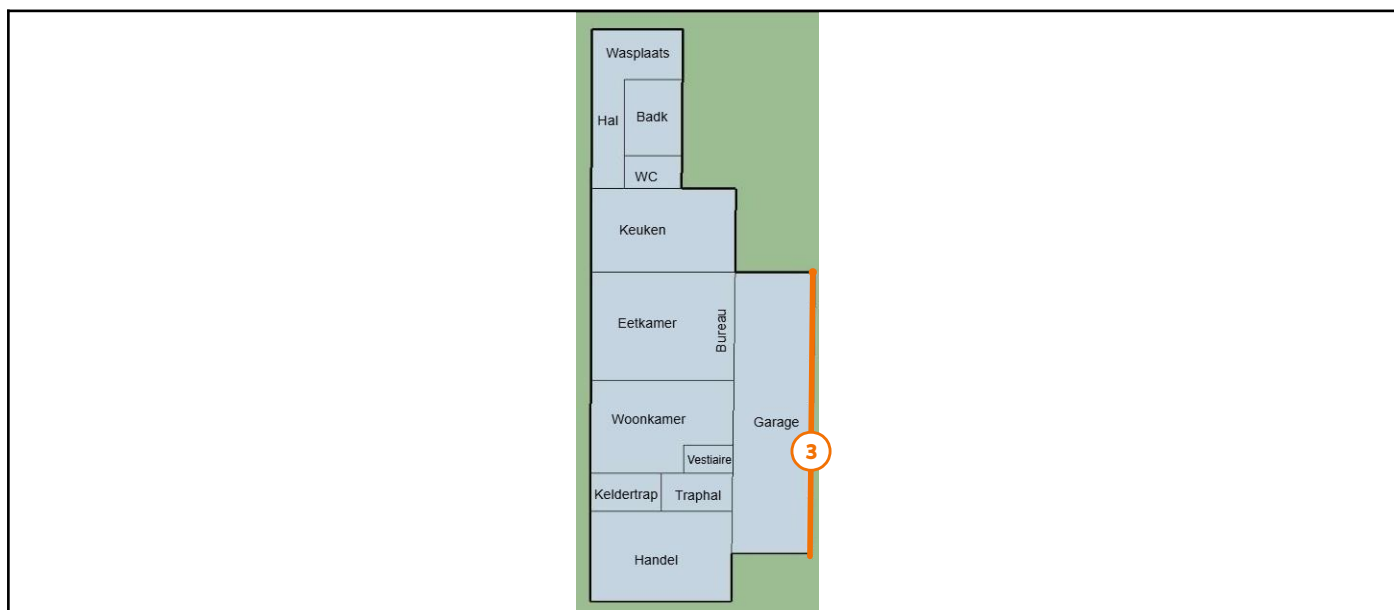 Wasplaats
Hal
Badk
WC
Keuken
Eetkamer
Bureau
Woonkamer
Garage
3
Vestiaire
Keldertrap
Traphal
Handel